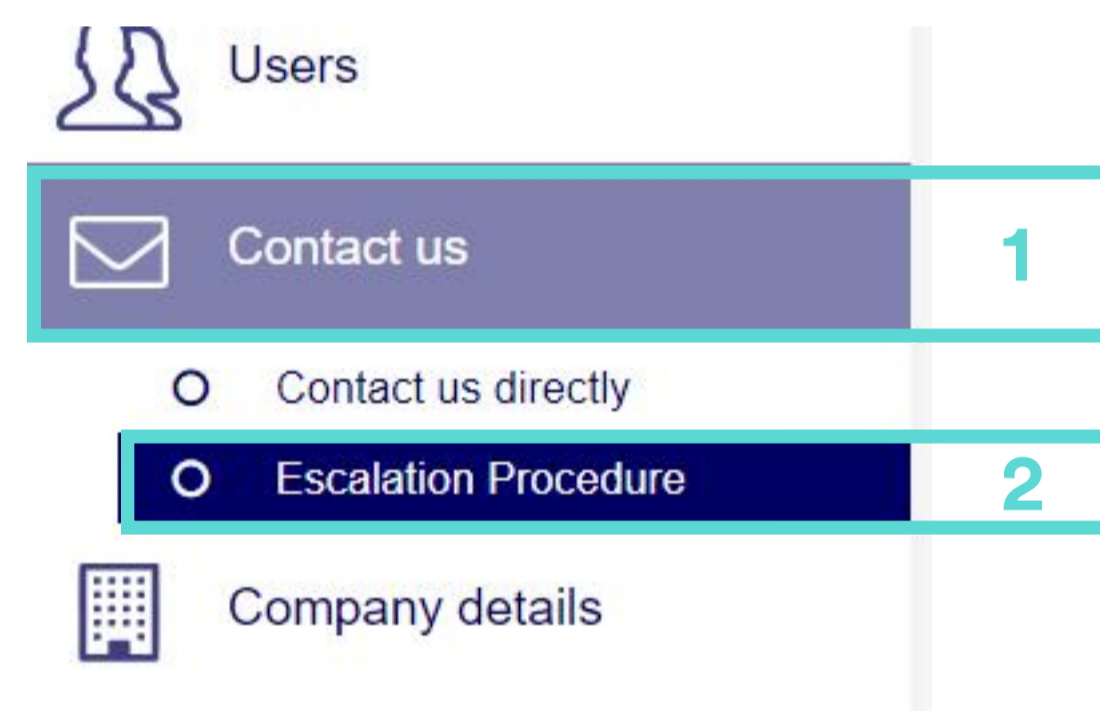 Users
Contact us
1
Contact us directly
Escalation Procedure
2
Company details